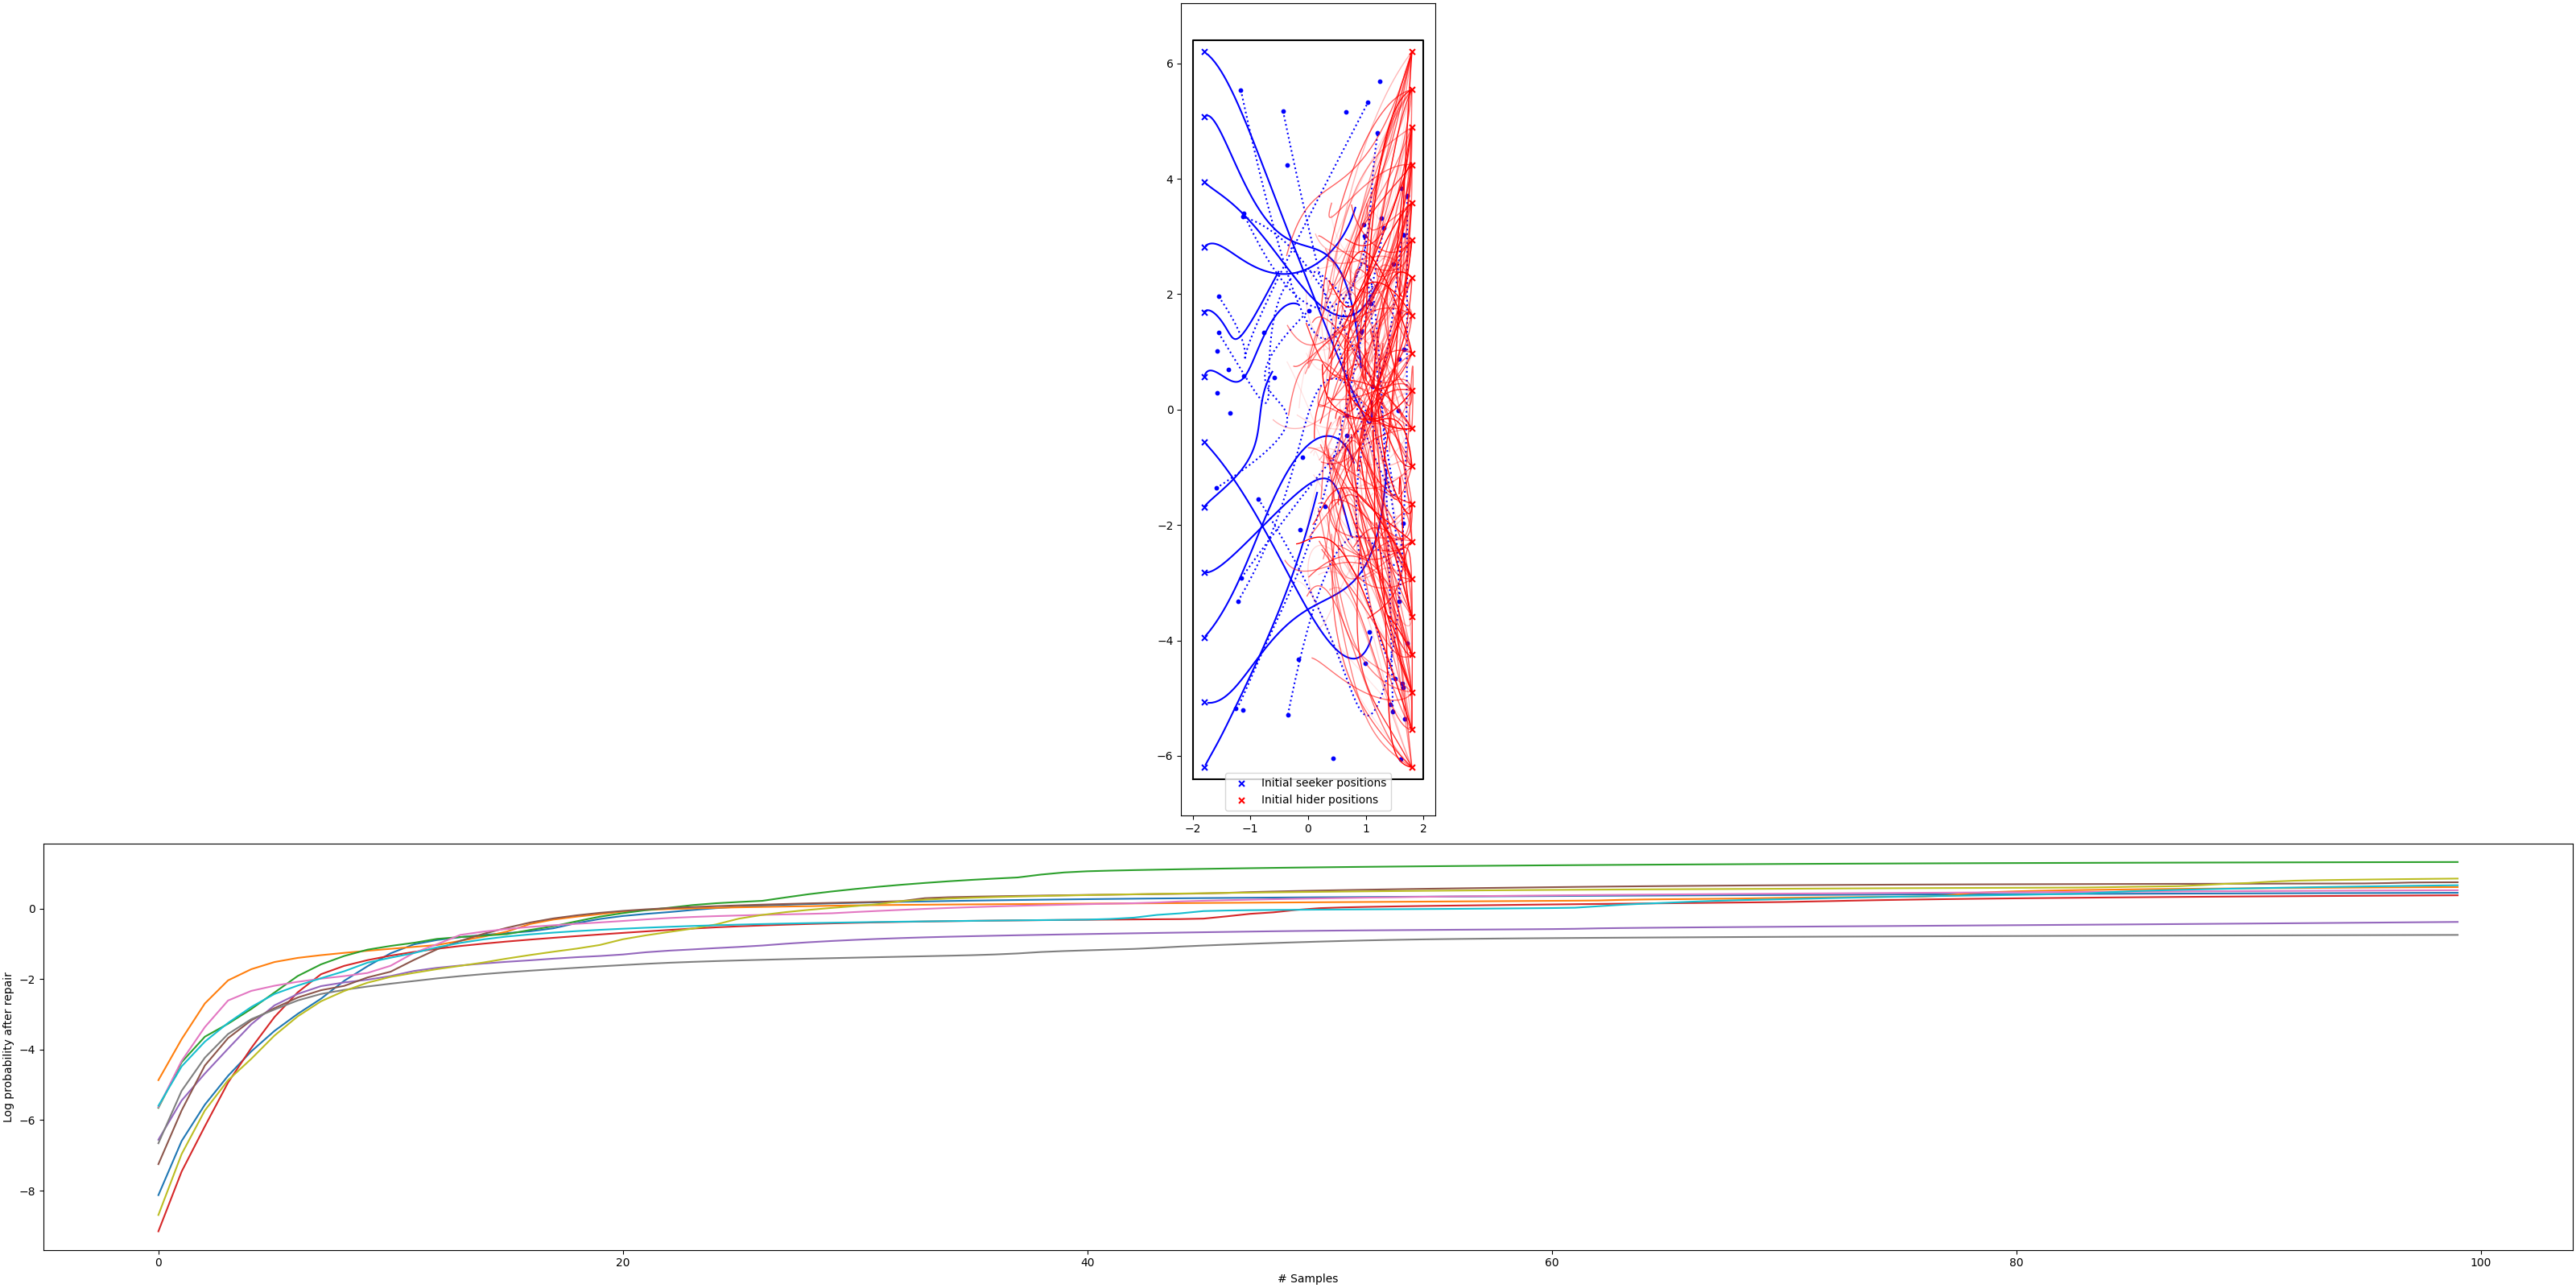 6
4
2
0
−2
−4
−6
Initial seeker positions
Initial hider positions
−2 −1 0 1 2
Log probability after repair
0
−2
−4
−6
−8
0 20 40 60 80 100
# Samples